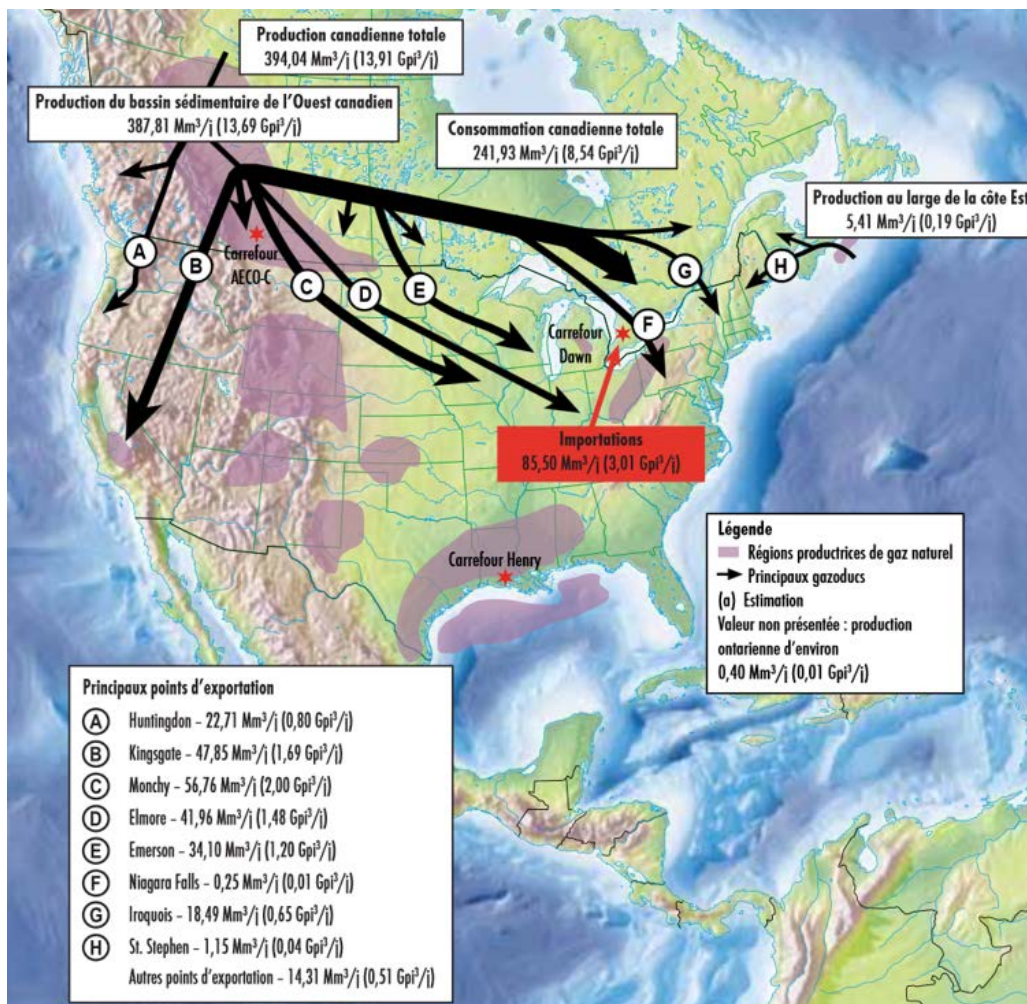 Production canadienne totale
394,04 Mm³/j (13,91 Gpi³/j)
Production du bassin sédimentaire de l'Ouest canadien
387,81 Mm³/j (13,69 Gpi³/j)
Consommation canadienne totale
241,93 Mm³/j (8,54 Gpi³/j)
Production au large de la côte Est
5,41 Mm³/j (0,19 Gpi³/j)
A
B
Carrefour
AECO-C
C
D
E
G
H
F
Carrefour
Dawn
Importations
85,50 Mm³/j (3,01 Gpi³/j)
Carrefour Henry
Légende
Régions productrices de gaz naturel
Principaux gazoducs
(a) Estimation
Valeur non présentée : production
ontarienne d'environ
0,40 Mm³/j (0,01 Gpi³/j)
Principaux points d'exportation
A Huntingdon – 22,71 Mm³/j (0,80 Gpi³/j)
B Kingsgate – 47,85 Mm³/j (1,69 Gpi³/j)
C Monchy – 56,76 Mm³/j (2,00 Gpi³/j)
D Elmore – 41,96 Mm³/j (1,48 Gpi³/j)
E Emerson – 34,10 Mm³/j (1,20 Gpi³/j)
F Niagara Falls – 0,25 Mm³/j (0,01 Gpi³/j)
G Iroquois – 18,49 Mm³/j (0,65 Gpi³/j)
H St. Stephen – 1,15 Mm³/j (0,04 Gpi³/j)
Autres points d'exportation – 14,31 Mm³/j (0,51 Gpi³/j)